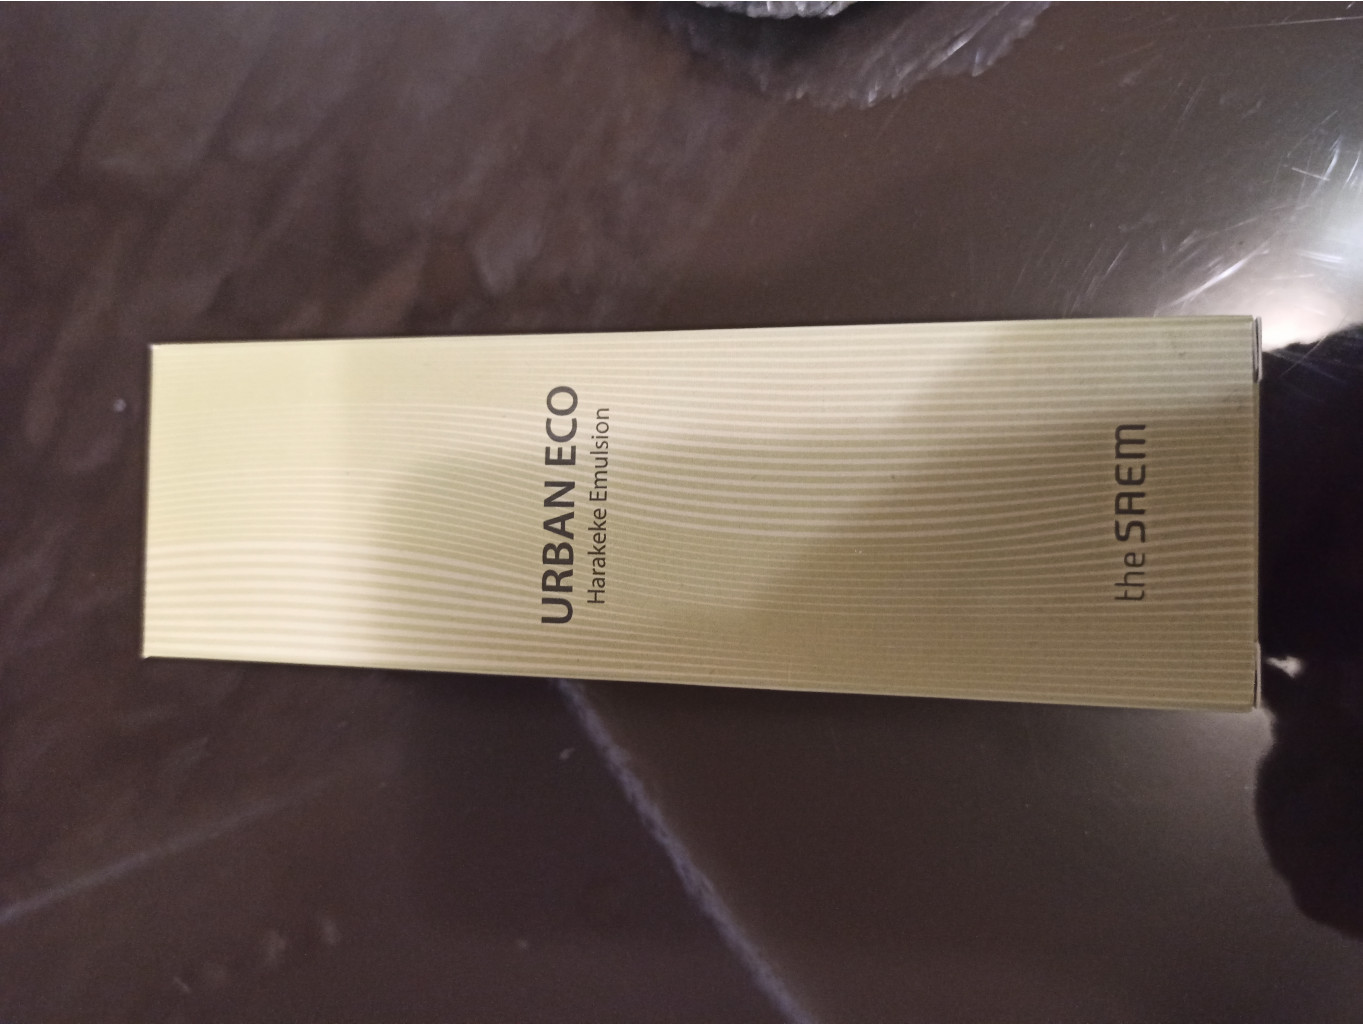 URBAN ECO
Harakeke Emulsion
the SAEM